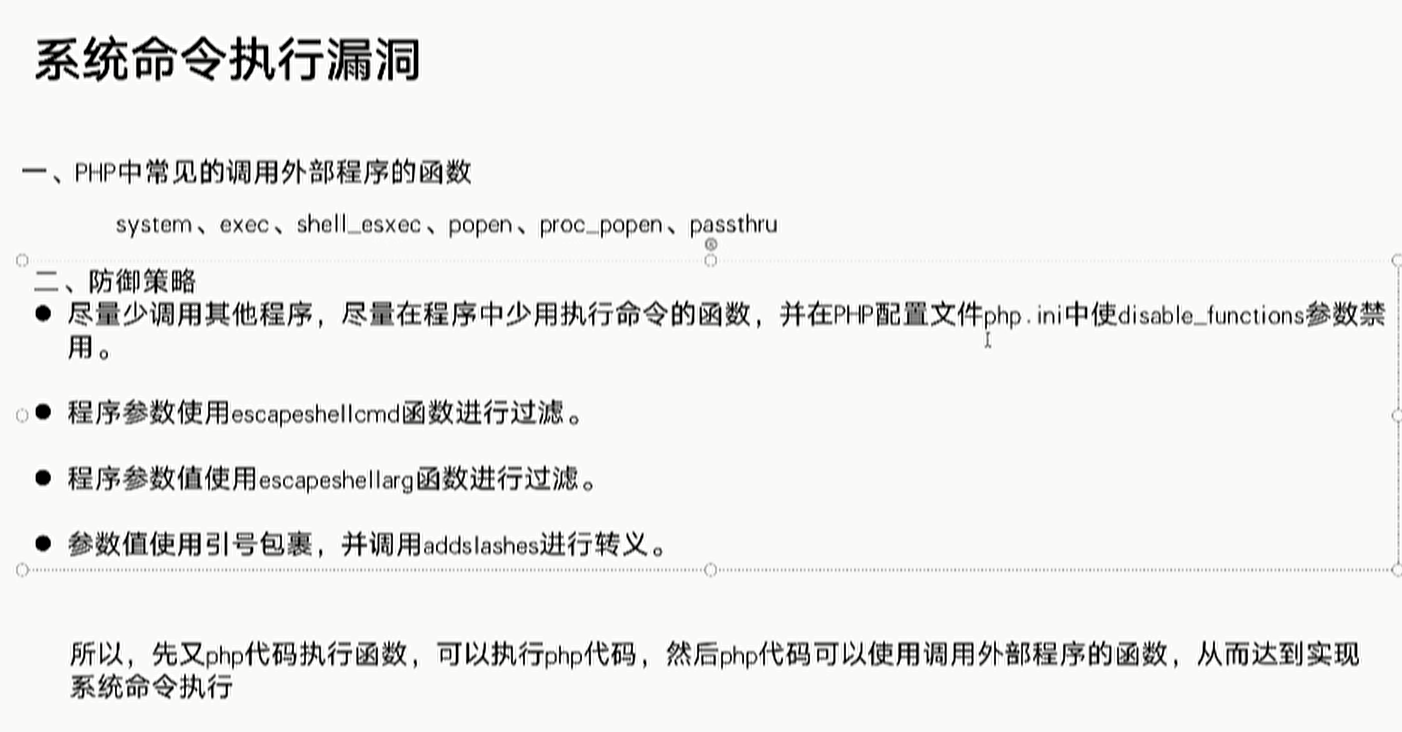 系统命令执行漏洞
一、PHP中常见的调用外部程序的函数
system、exec、shell_esxec、popen、proc_popen、passthru
二、防御策略
● 尽量少调用其他程序，尽量在程序中少用执行命令的函数，并在PHP配置文件php.ini中使disable_functions参数禁
用。
● 程序参数使用escapeshellcmd函数进行过滤。
● 程序参数值使用escapeshellarg函数进行过滤。
● 参数值使用引号包裹，并调用addslashes进行转义。
所以，先又php代码执行函数，可以执行php代码，然后php代码可以使用调用外部程序的函数，从而达到实现
系统命令执行